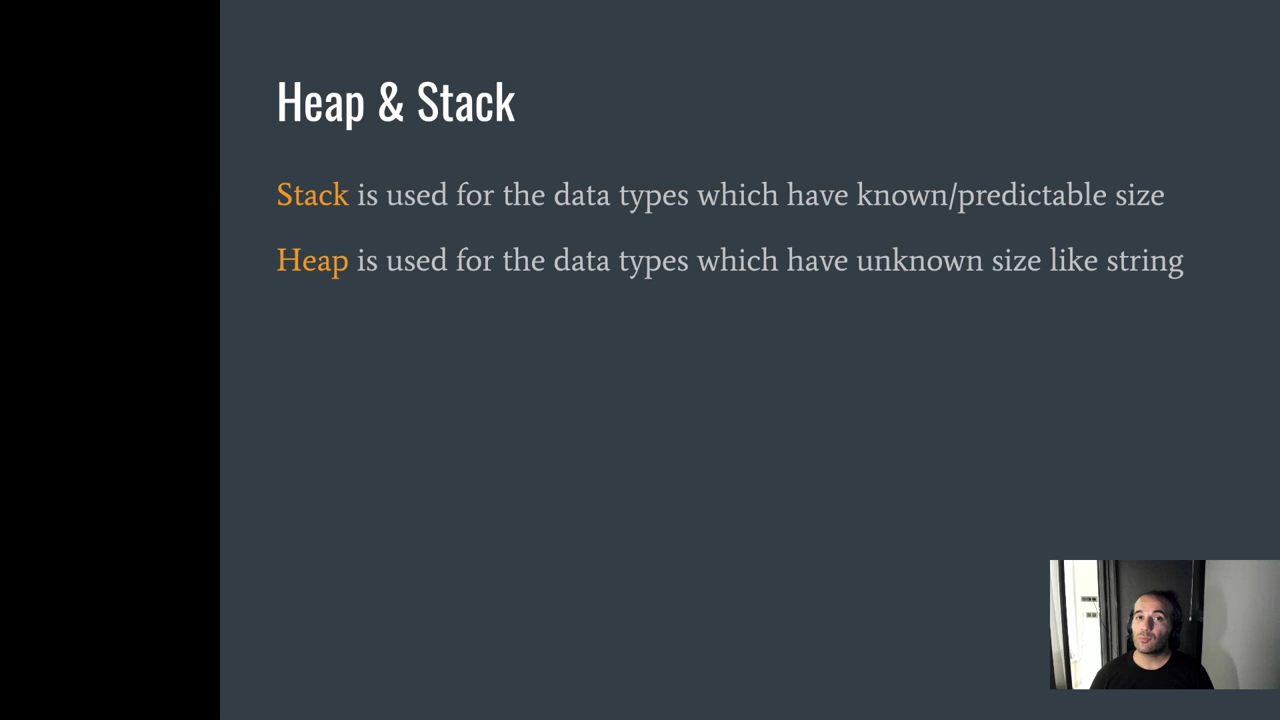 Heap & Stack
Stack is used for the data types which have known/predictable size
Heap is used for the data types which have unknown size like string